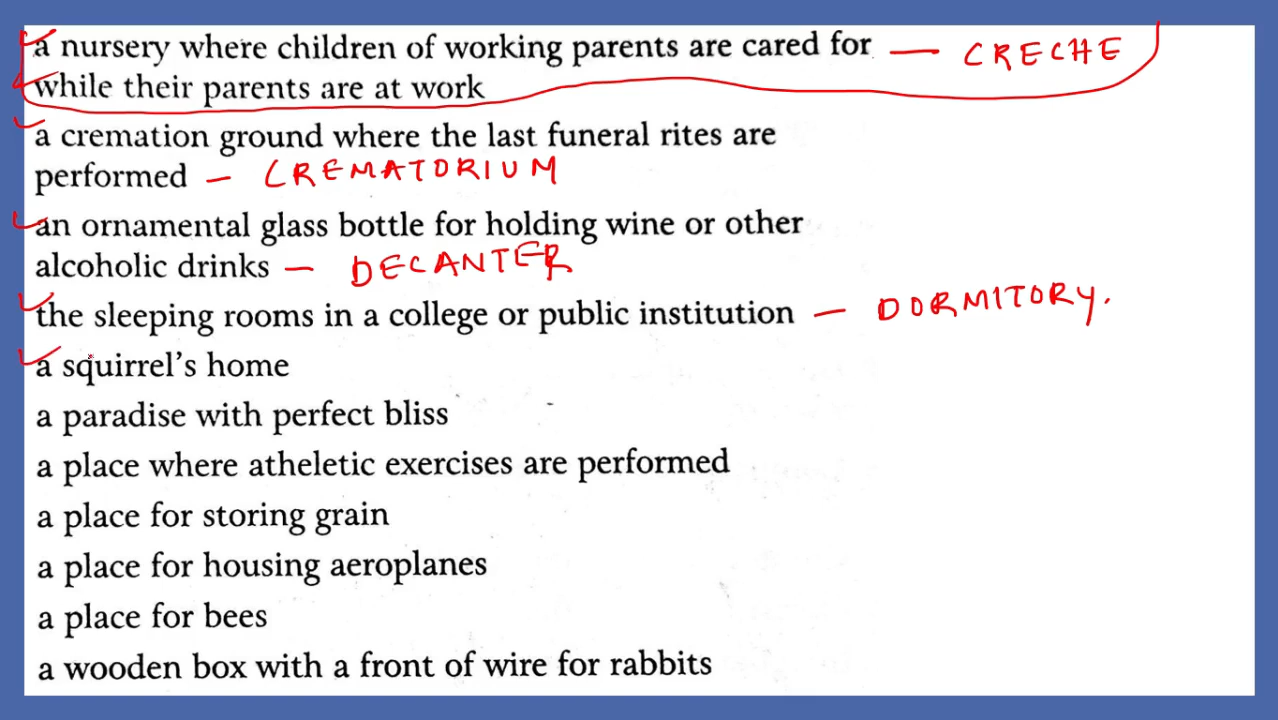 a nursery where children of working parents are cared for — CRECHE
while their parents are at work
a cremation ground where the last funeral rites are
performed — CREMATORIUM
an ornamental glass bottle for holding wine or other
alcoholic drinks — DECANTER
the sleeping rooms in a college or public institution — DORMITORY.
a squirrel's home
a paradise with perfect bliss
a place where atheletic exercises are performed
a place for storing grain
a place for housing aeroplanes
a place for bees
a wooden box with a front of wire for rabbits